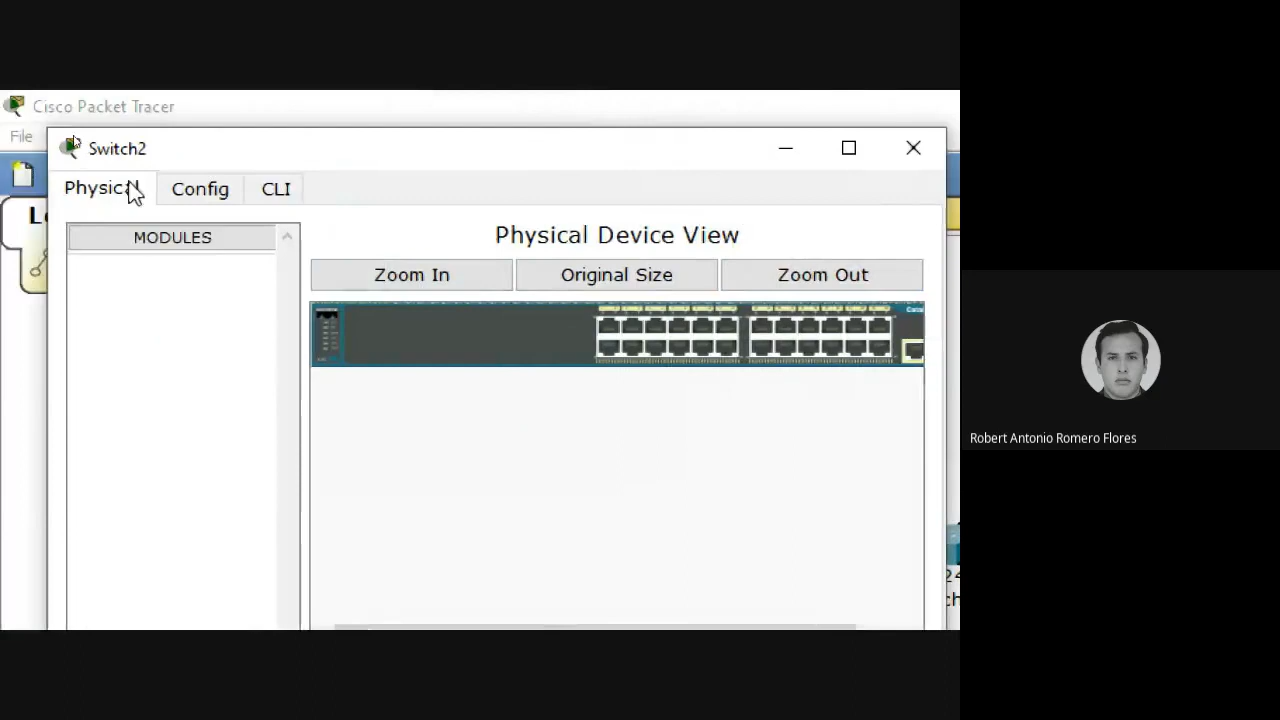 Cisco Packet Tracer
File
Switch2
Physical
Config
CLI
MODULES
Physical Device View
Zoom In
Original Size
Zoom Out
Robert Antonio Romero Flores